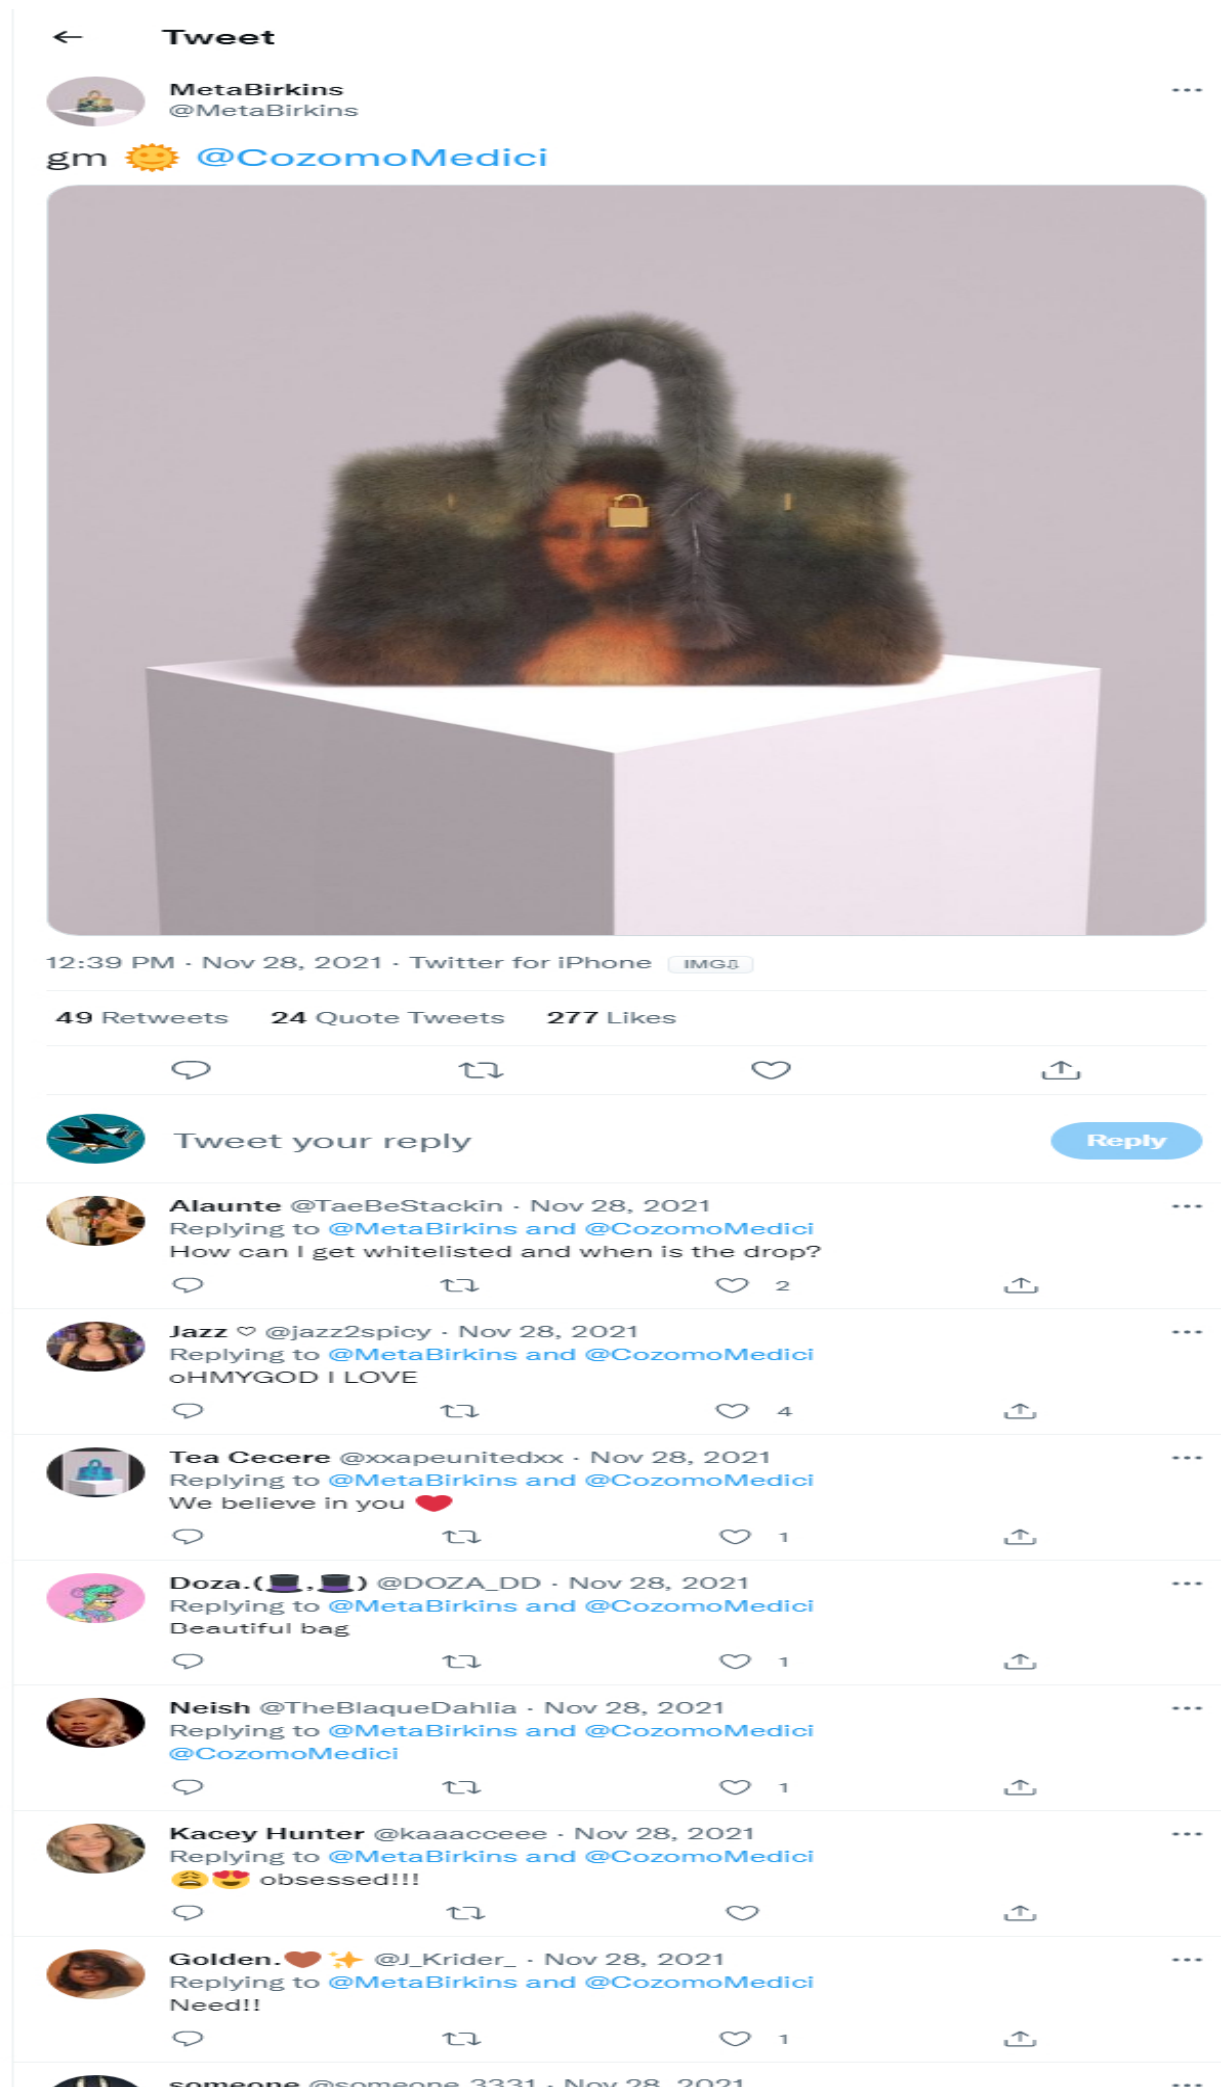 ← Tweet
MetaBirkins
@MetaBirkins
gm 🌞 @CozomoMedici
12:39 PM · Nov 28, 2021 · Twitter for iPhone IMG⇩
49 Retweets 24 Quote Tweets 277 Likes
Tweet your reply Reply
Alaunte @TaeBeStackin · Nov 28, 2021
Replying to @MetaBirkins and @CozomoMedici
How can I get whitelisted and when is the drop?
2
Jazz ♡ @jazz2spicy · Nov 28, 2021
Replying to @MetaBirkins and @CozomoMedici
oHMYGOD I LOVE
4
Tea Cecere @xxapeunitedxx · Nov 28, 2021
Replying to @MetaBirkins and @CozomoMedici
We believe in you ❤️
1
Doza.(🎩,🎩) @DOZA_DD · Nov 28, 2021
Replying to @MetaBirkins and @CozomoMedici
Beautiful bag
1
Neish @TheBlaqueDahlia · Nov 28, 2021
Replying to @MetaBirkins and @CozomoMedici
@CozomoMedici
1
Kacey Hunter @kaaacceee · Nov 28, 2021
Replying to @MetaBirkins and @CozomoMedici
😩😍 obsessed!!!
Golden.🤎✨ @J_Krider_ · Nov 28, 2021
Replying to @MetaBirkins and @CozomoMedici
Need!!
1
someone @someone_3331 · Nov 28, 2021